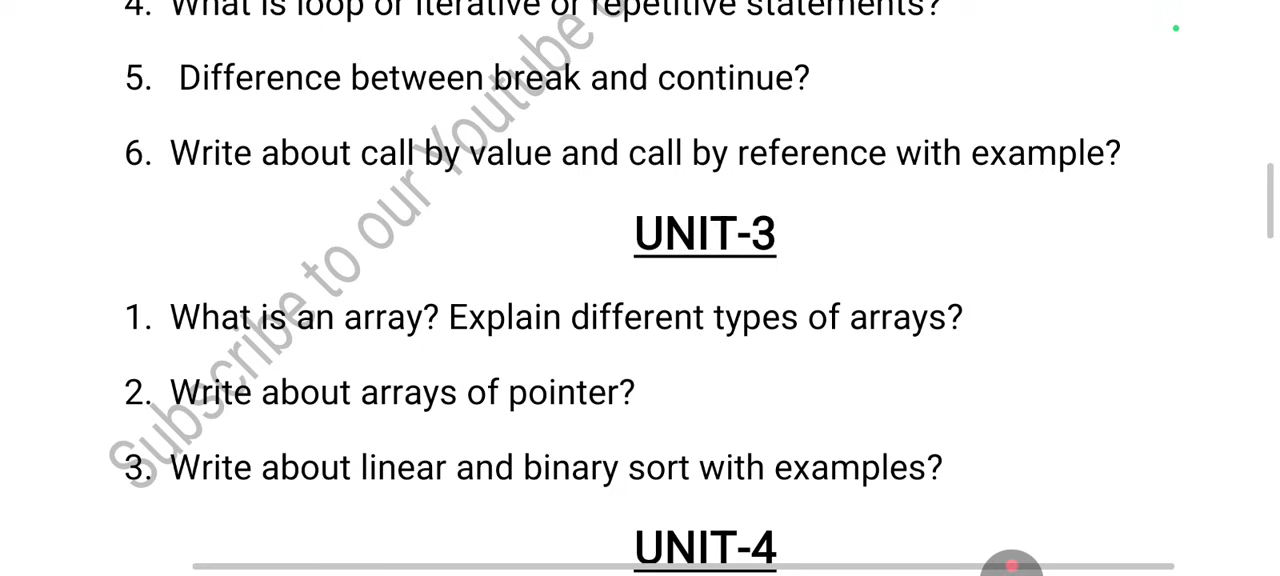 4. What is loop or iterative or repetitive statements?
5. Difference between break and continue?
6. Write about call by value and call by reference with example?
UNIT-3
1. What is an array? Explain different types of arrays?
2. Write about arrays of pointer?
3. Write about linear and binary sort with examples?
UNIT-4
Subscribe to our Youtube